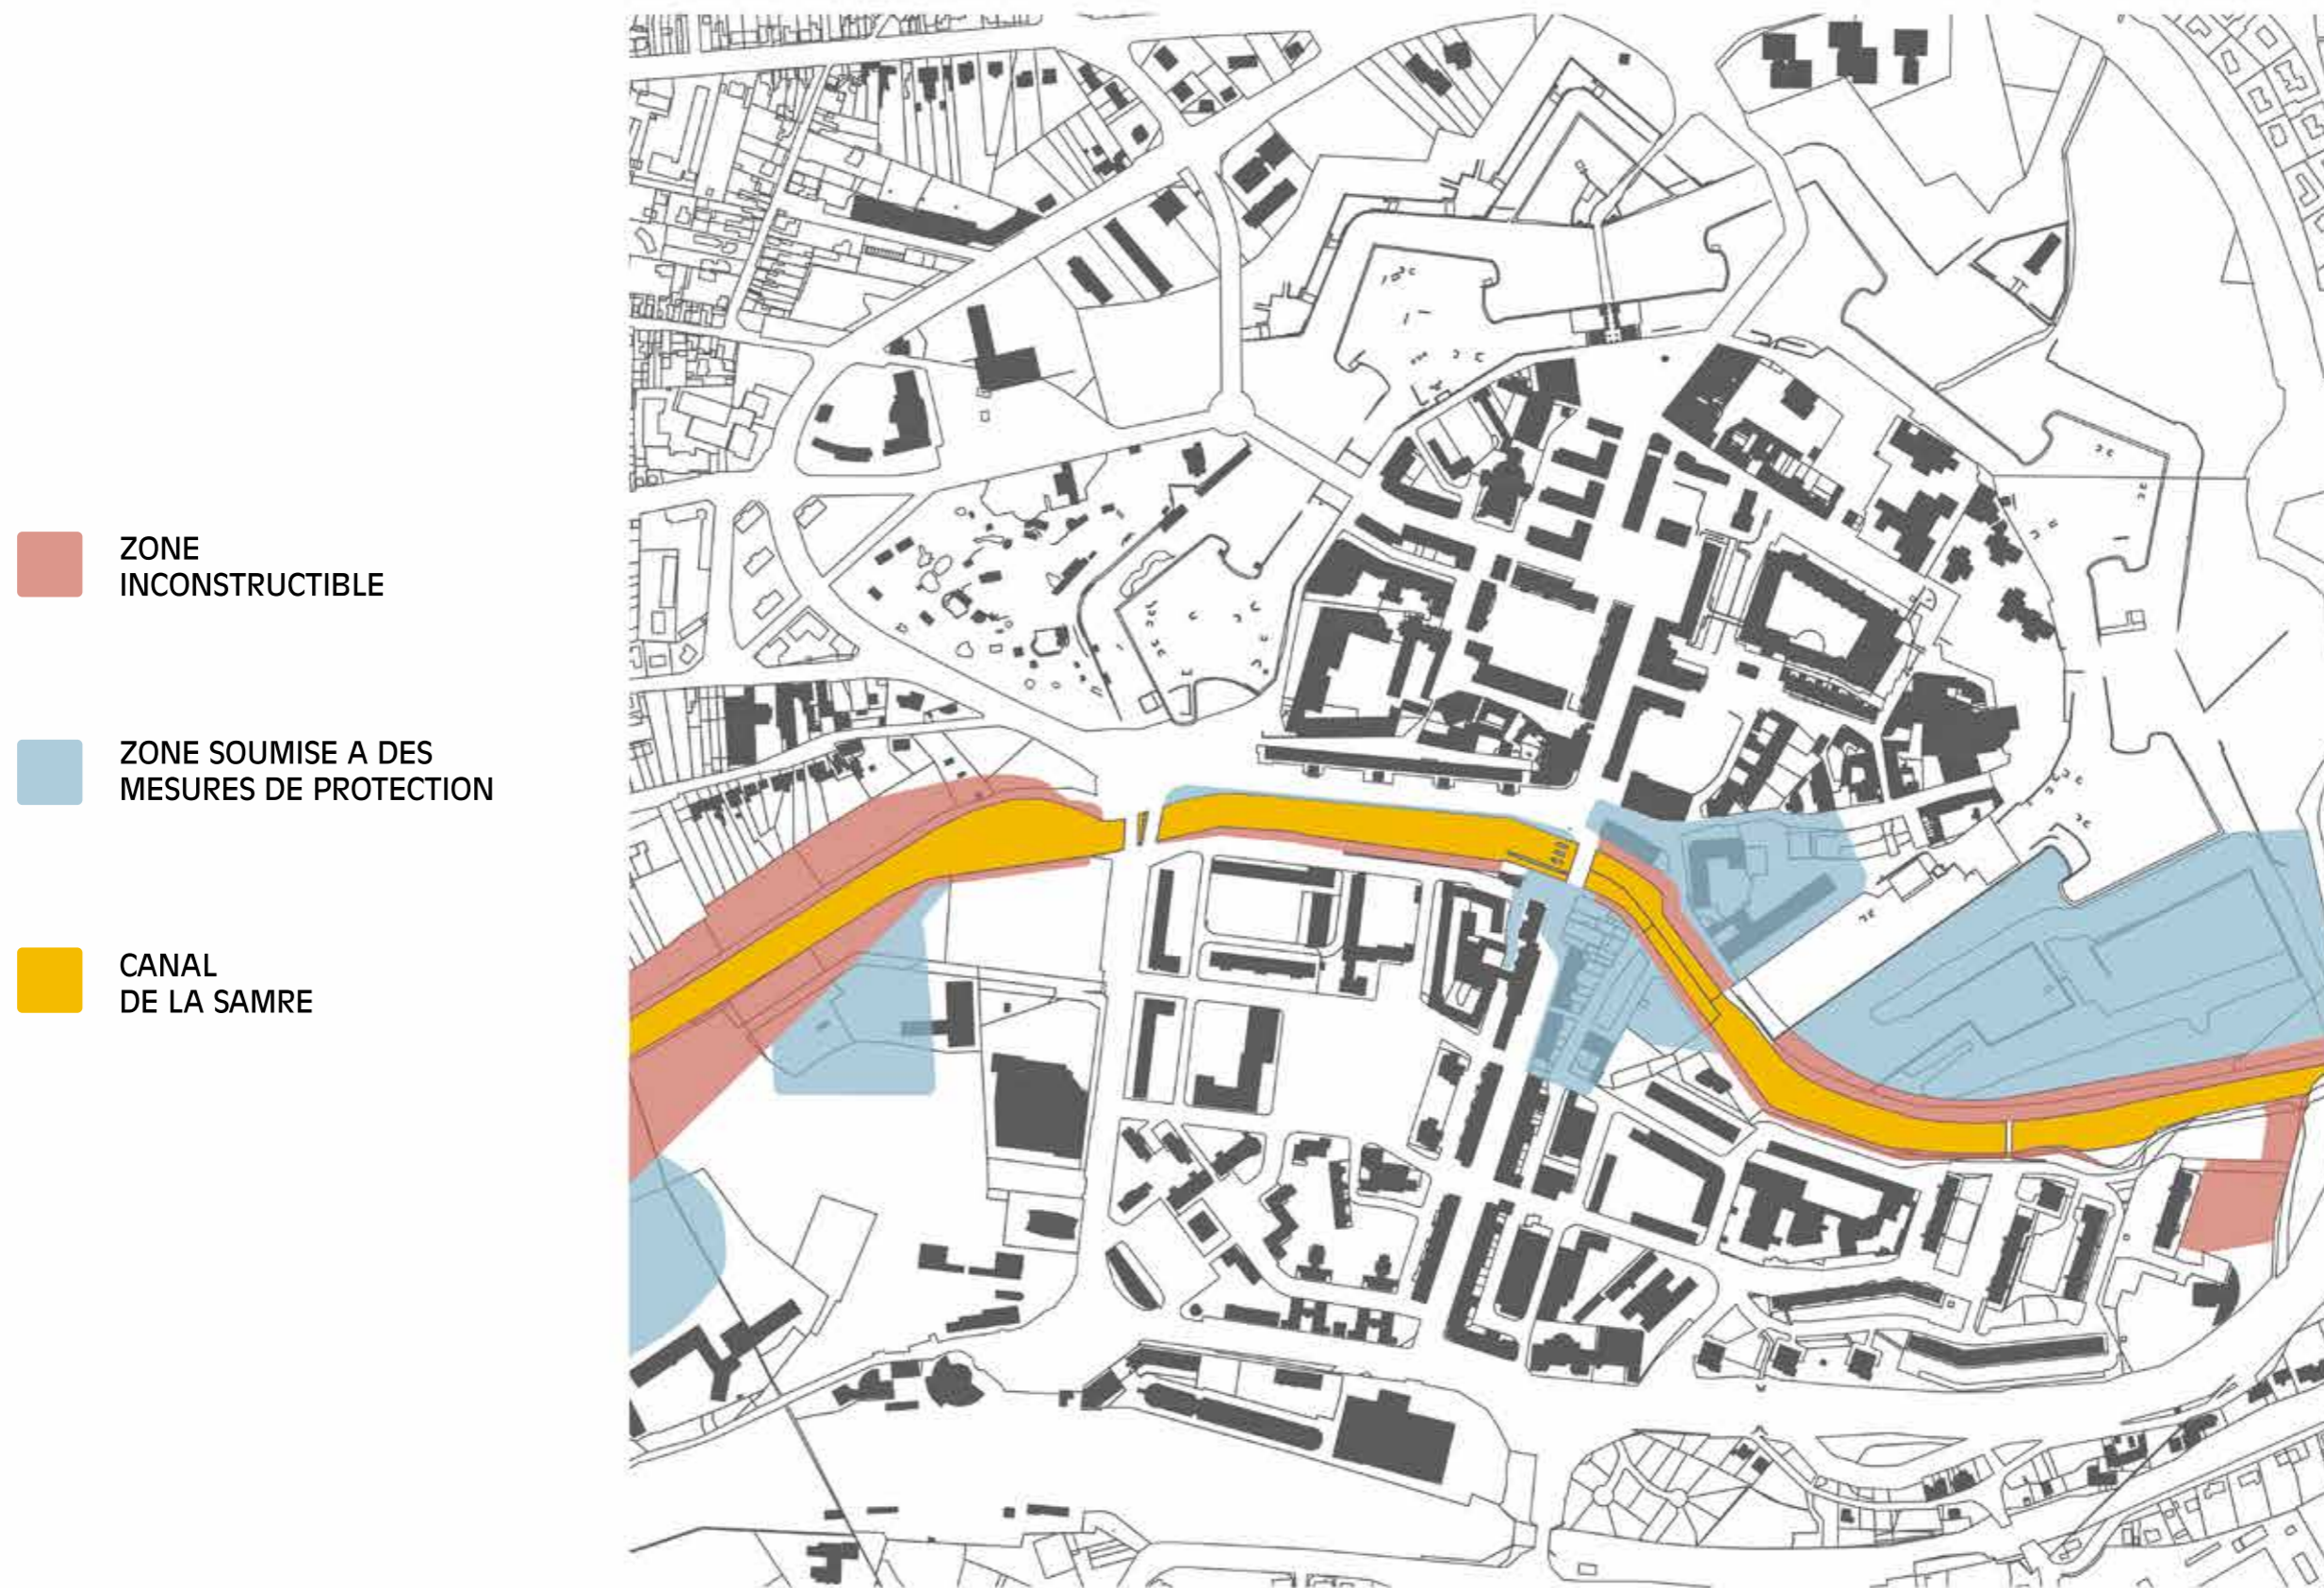 ZONE
INCONSTRUCTIBLE
ZONE SOUMISE A DES
MESURES DE PROTECTION
CANAL
DE LA SAMRE